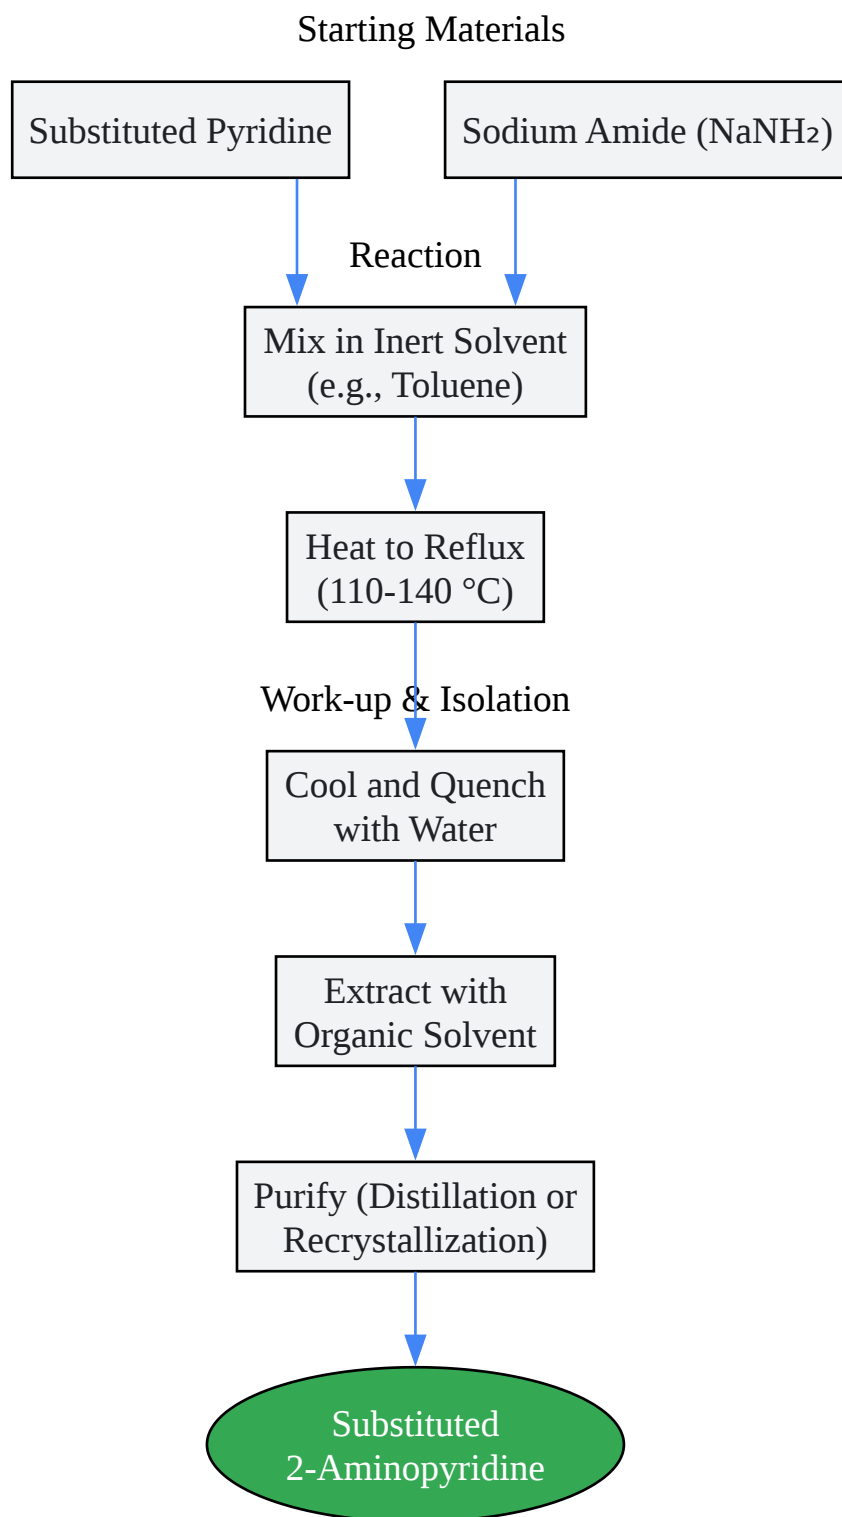 Starting Materials
Substituted Pyridine
Sodium Amide (NaNH₂)
Reaction
Mix in Inert Solvent
(e.g., Toluene)
Heat to Reflux
(110-140 °C)
Work-up & Isolation
Cool and Quench
with Water
Extract with
Organic Solvent
Purify (Distillation or
Recrystallization)
Substituted
2-Aminopyridine